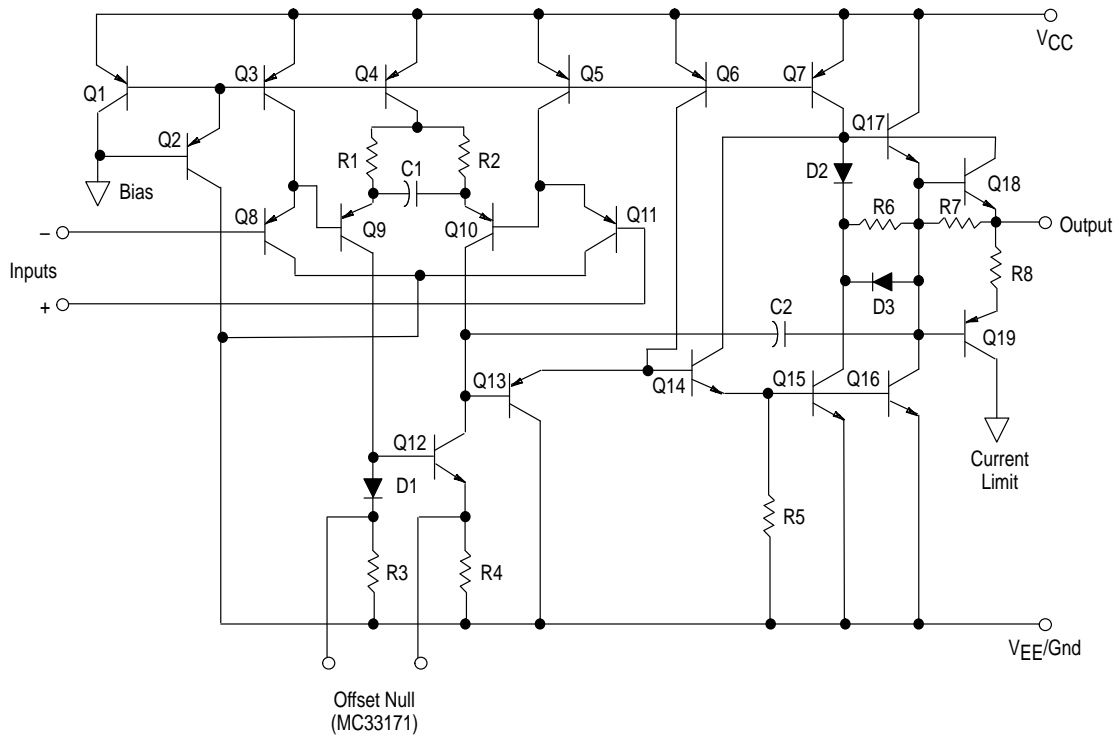 VCC
Q1
Q2
Q3
Q4
Q5
Q6
Q7
Q17
Q18
Bias
R1
C1
R2
D2
R6
R7
Output
Q8
Q9
Q10
Q11
–
Inputs
+
D3
R8
C2
Q19
Q13
Q14
Q15
Q16
Q12
D1
Current
Limit
R5
R3
R4
VEE/Gnd
Offset Null
(MC33171)